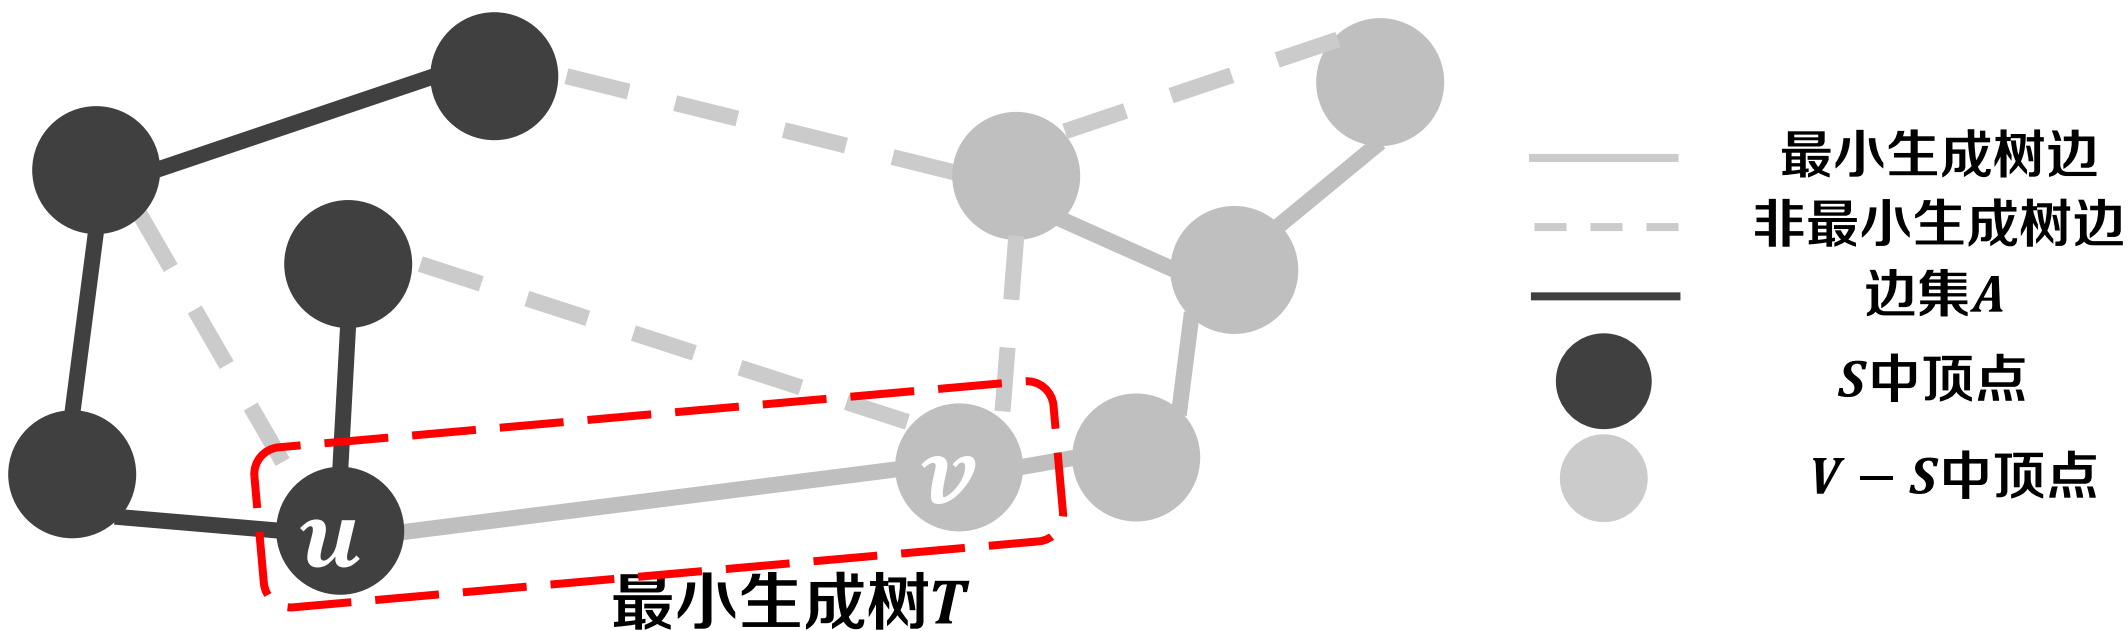 最小生成树边
非最小生成树边
边集A
S中顶点
V − S中顶点
v
u
最小生成树T